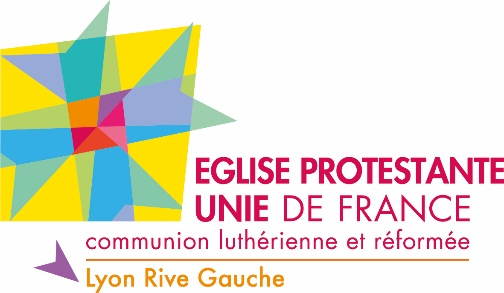 EGLISE PROTESTANTE
UNIE DE FRANCE
communion luthérienne et réformée
Lyon Rive Gauche